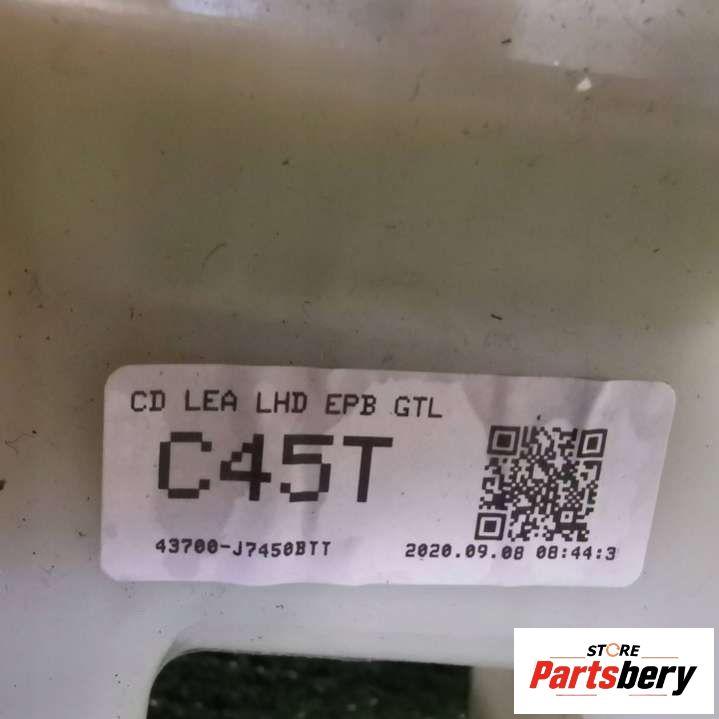 CD LEA LHD EPB GTL
C45T
43700-J7450BTT
2020.09.08 08:44:3
STORE
Partsbery